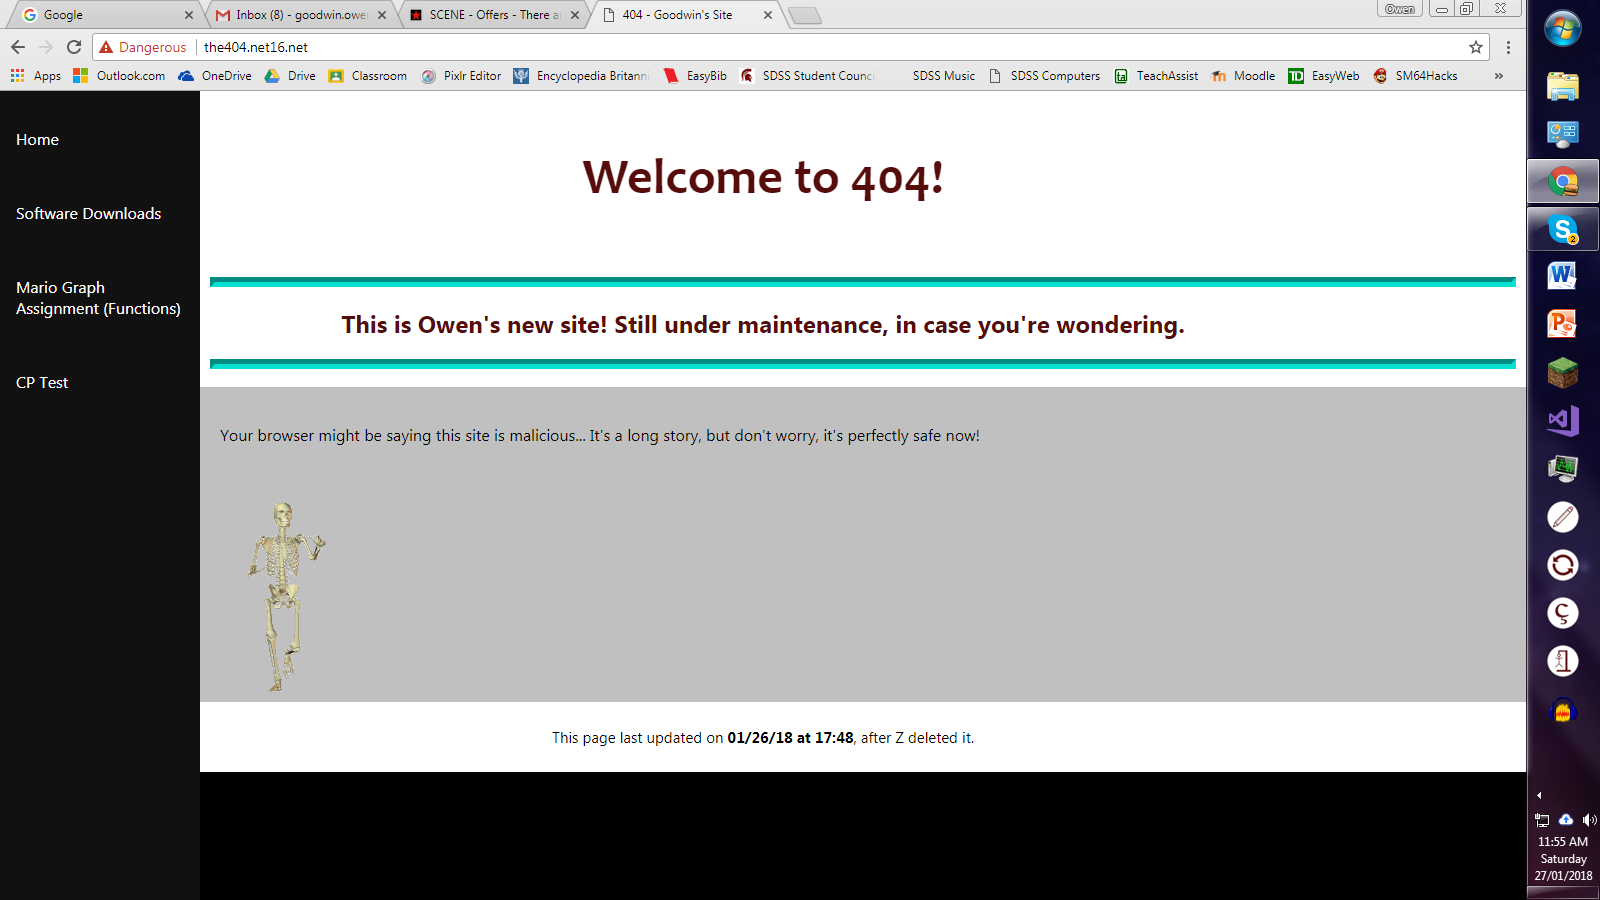 Google
Inbox (8) - goodwin.owe
SCENE - Offers - There a
404 - Goodwin's Site
Owen
Dangerous
the404.net16.net
Apps
Outlook.com
OneDrive
Drive
Classroom
Pixlr Editor
Encyclopedia Britanni
EasyBib
SDSS Student Counci
SDSS Music
SDSS Computers
TeachAssist
Moodle
TD
EasyWeb
SM64Hacks
»
Home
Software Downloads
Mario Graph
Assignment (Functions)
CP Test
Welcome to 404!
This is Owen's new site! Still under maintenance, in case you're wondering.
Your browser might be saying this site is malicious... It's a long story, but don't worry, it's perfectly safe now!
This page last updated on 01/26/18 at 17:48, after Z deleted it.
2
11:55 AM
Saturday
27/01/2018